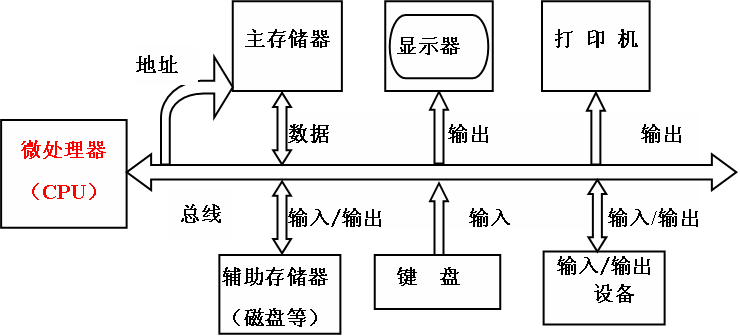 主存储器
显示器
打 印 机
地址
数据
输出
输出
微处理器
（CPU）
总线
输入/输出
输入
输入/输出
辅助存储器
（磁盘等）
键 盘
输入/输出
设备